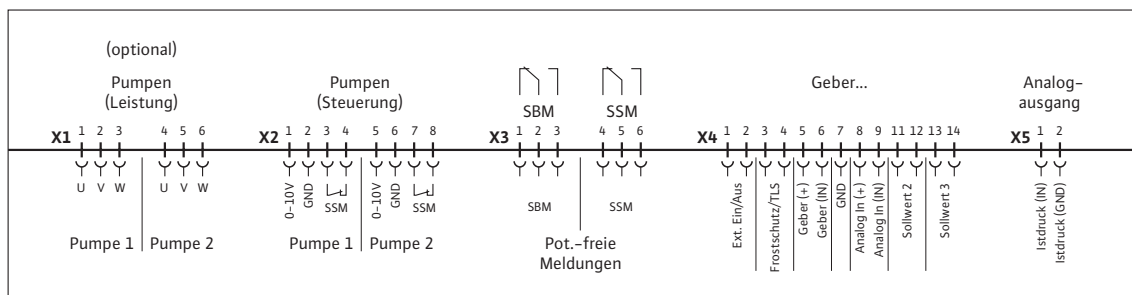 (optional)
Pumpen
(Leistung)
Pumpen
(Steuerung)
SBM
SSM
Geber...
Analog-
ausgang
X1 1 2 3 4 5 6
X2 1 2 3 4 5 6 7 8
X3 1 2 3 4 5 6
X4 1 2 3 4 5 6 7 8 9 11 12 13 14
X5 1 2
U V W U V W
0–10V
GND
SSM
0–10V
GND
SSM
SBM
SSM
Ext. Ein/Aus
Frostschutz/TLS
Geber (+)
Geber (IN)
GND
Analog In (+)
Analog In (IN)
Sollwert 2
Sollwert 3
Istdruck (IN)
Istdruck (GND)
Pumpe 1
Pumpe 2
Pumpe 1
Pumpe 2
Pot.-freie
Meldungen